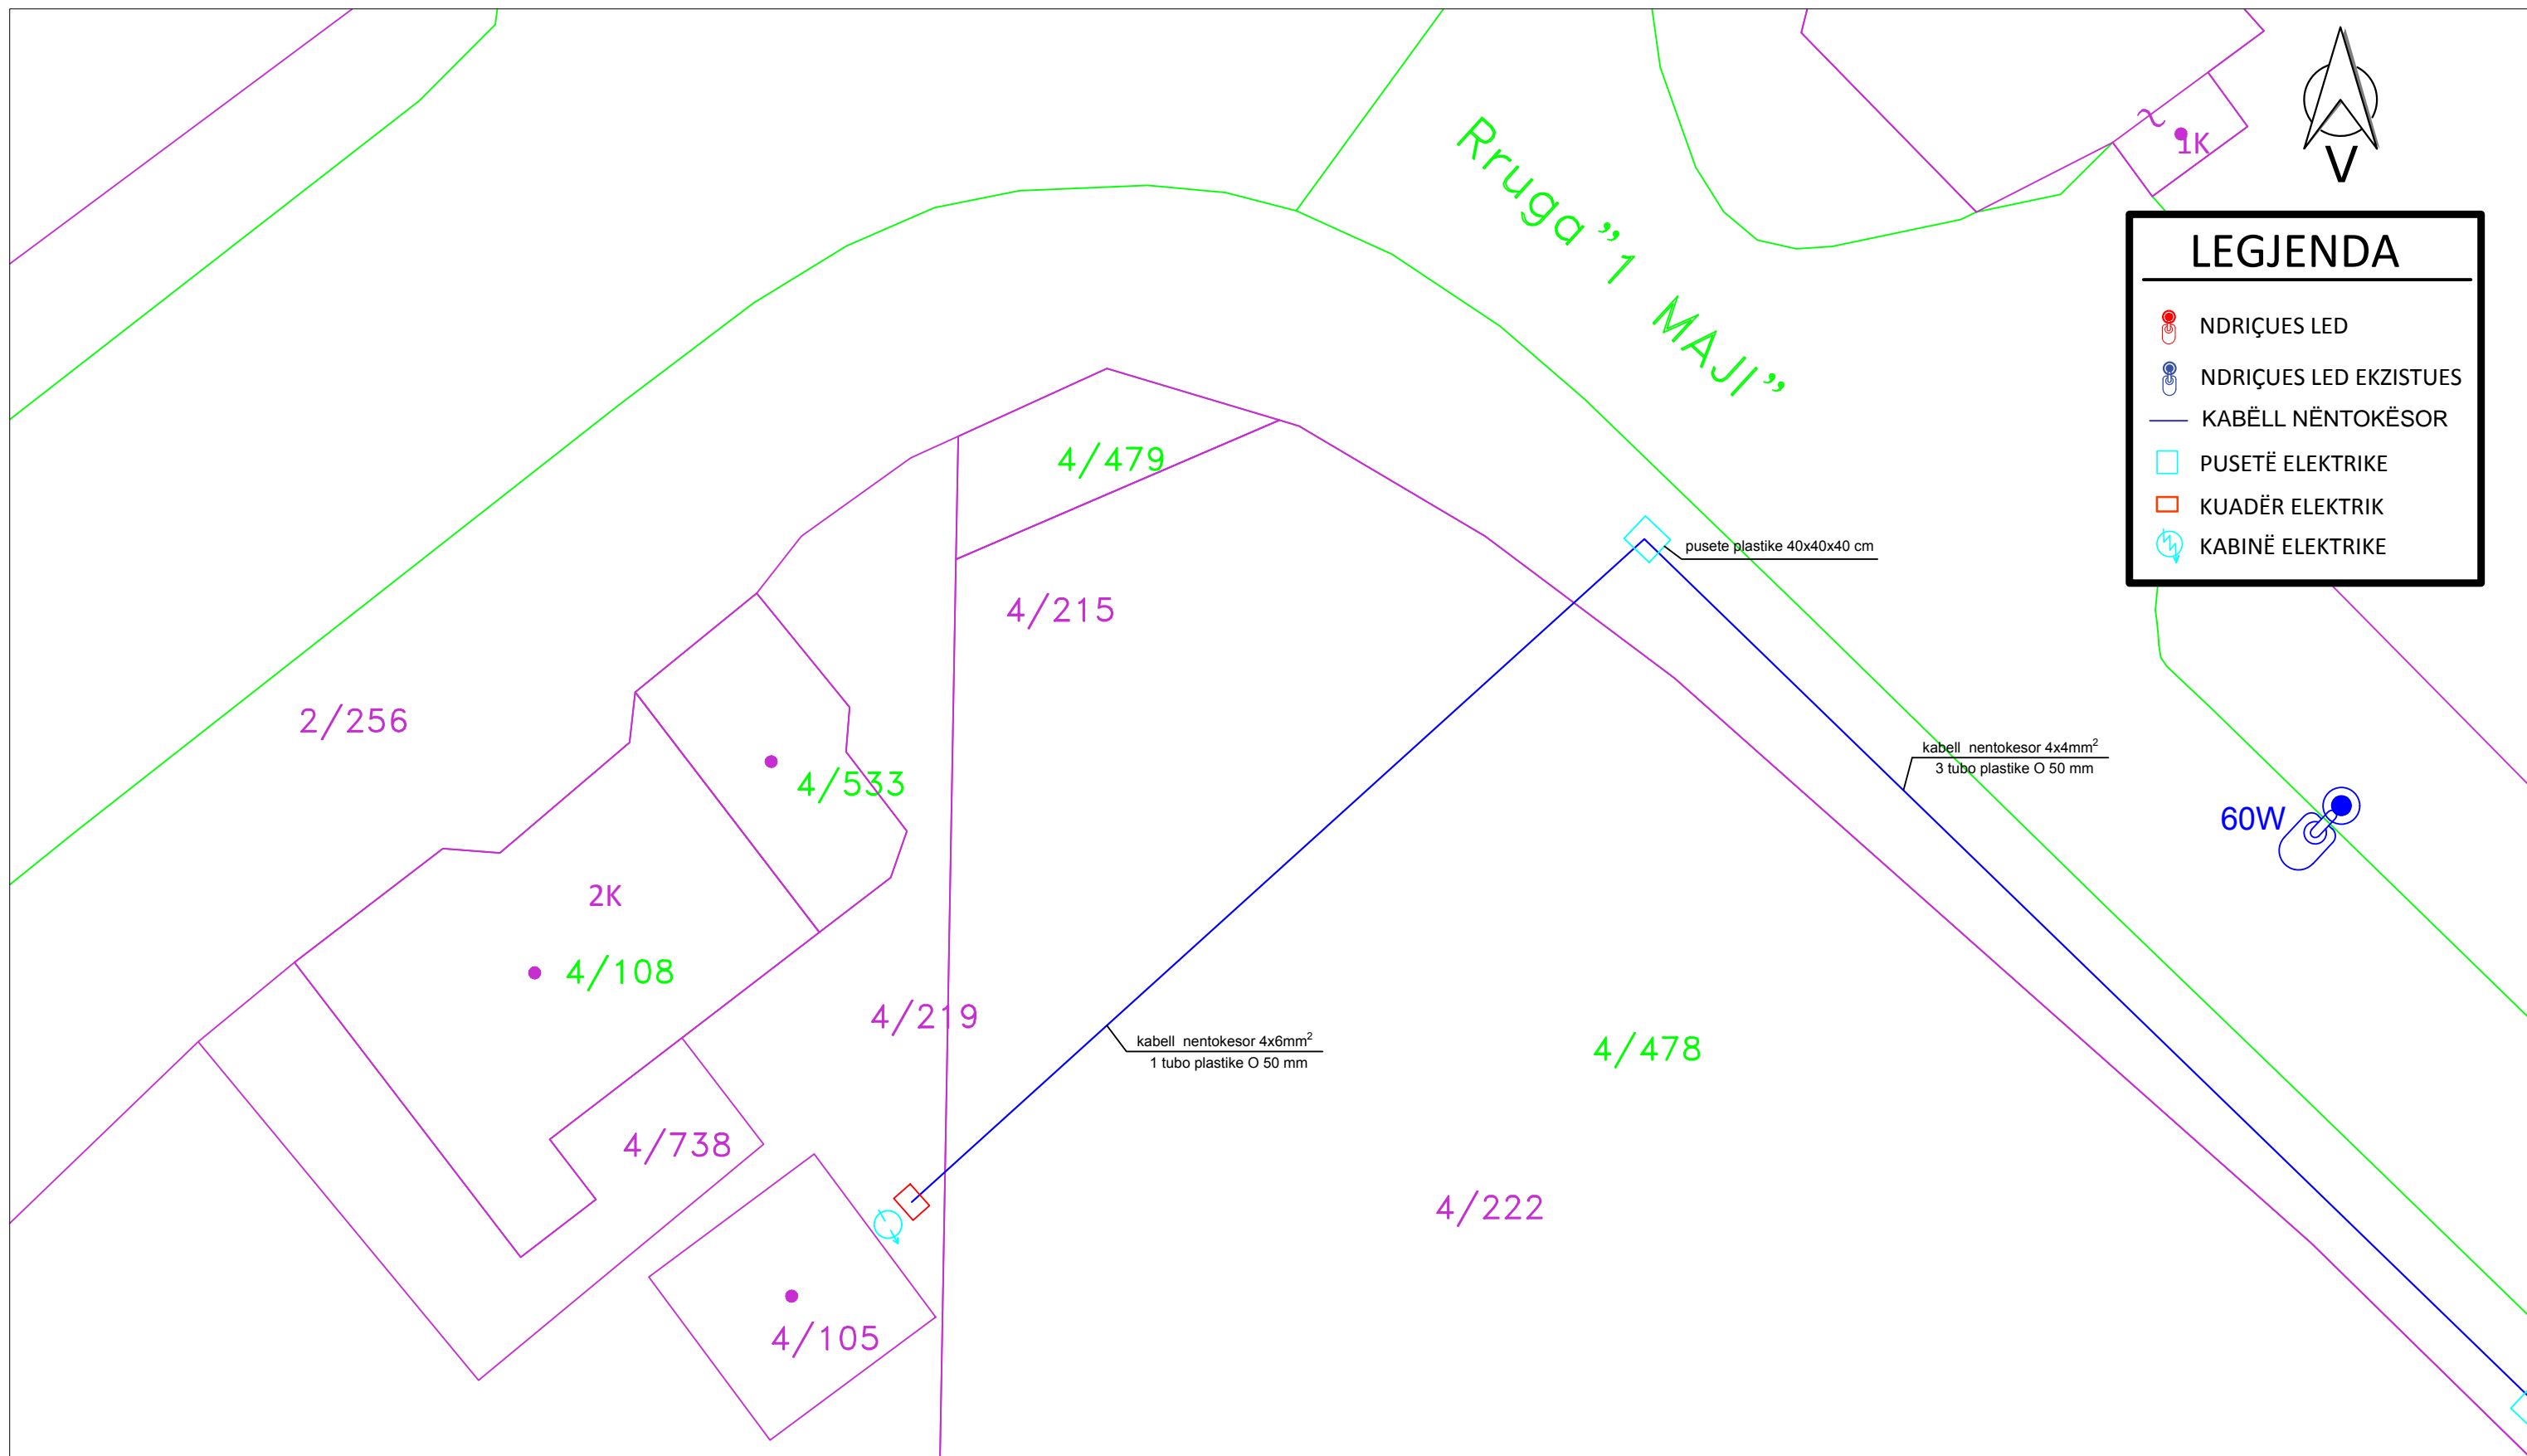 V
1K
Rruga "1 MAJI"
LEGJENDA
NDRIÇUES LED
NDRIÇUES LED EKZISTUES
KABËLL NËNTOKËSOR
PUSETË ELEKTRIKE
KUADËR ELEKTRIK
KABINË ELEKTRIKE
4/479
pusete plastike 40x40x40 cm
4/215
2/256
kabell nentokesor 4x4mm²
3 tubo plastike O 50 mm
4/533
60W
2K
4/108
4/219
kabell nentokesor 4x6mm²
1 tubo plastike O 50 mm
4/478
4/738
4/222
4/105